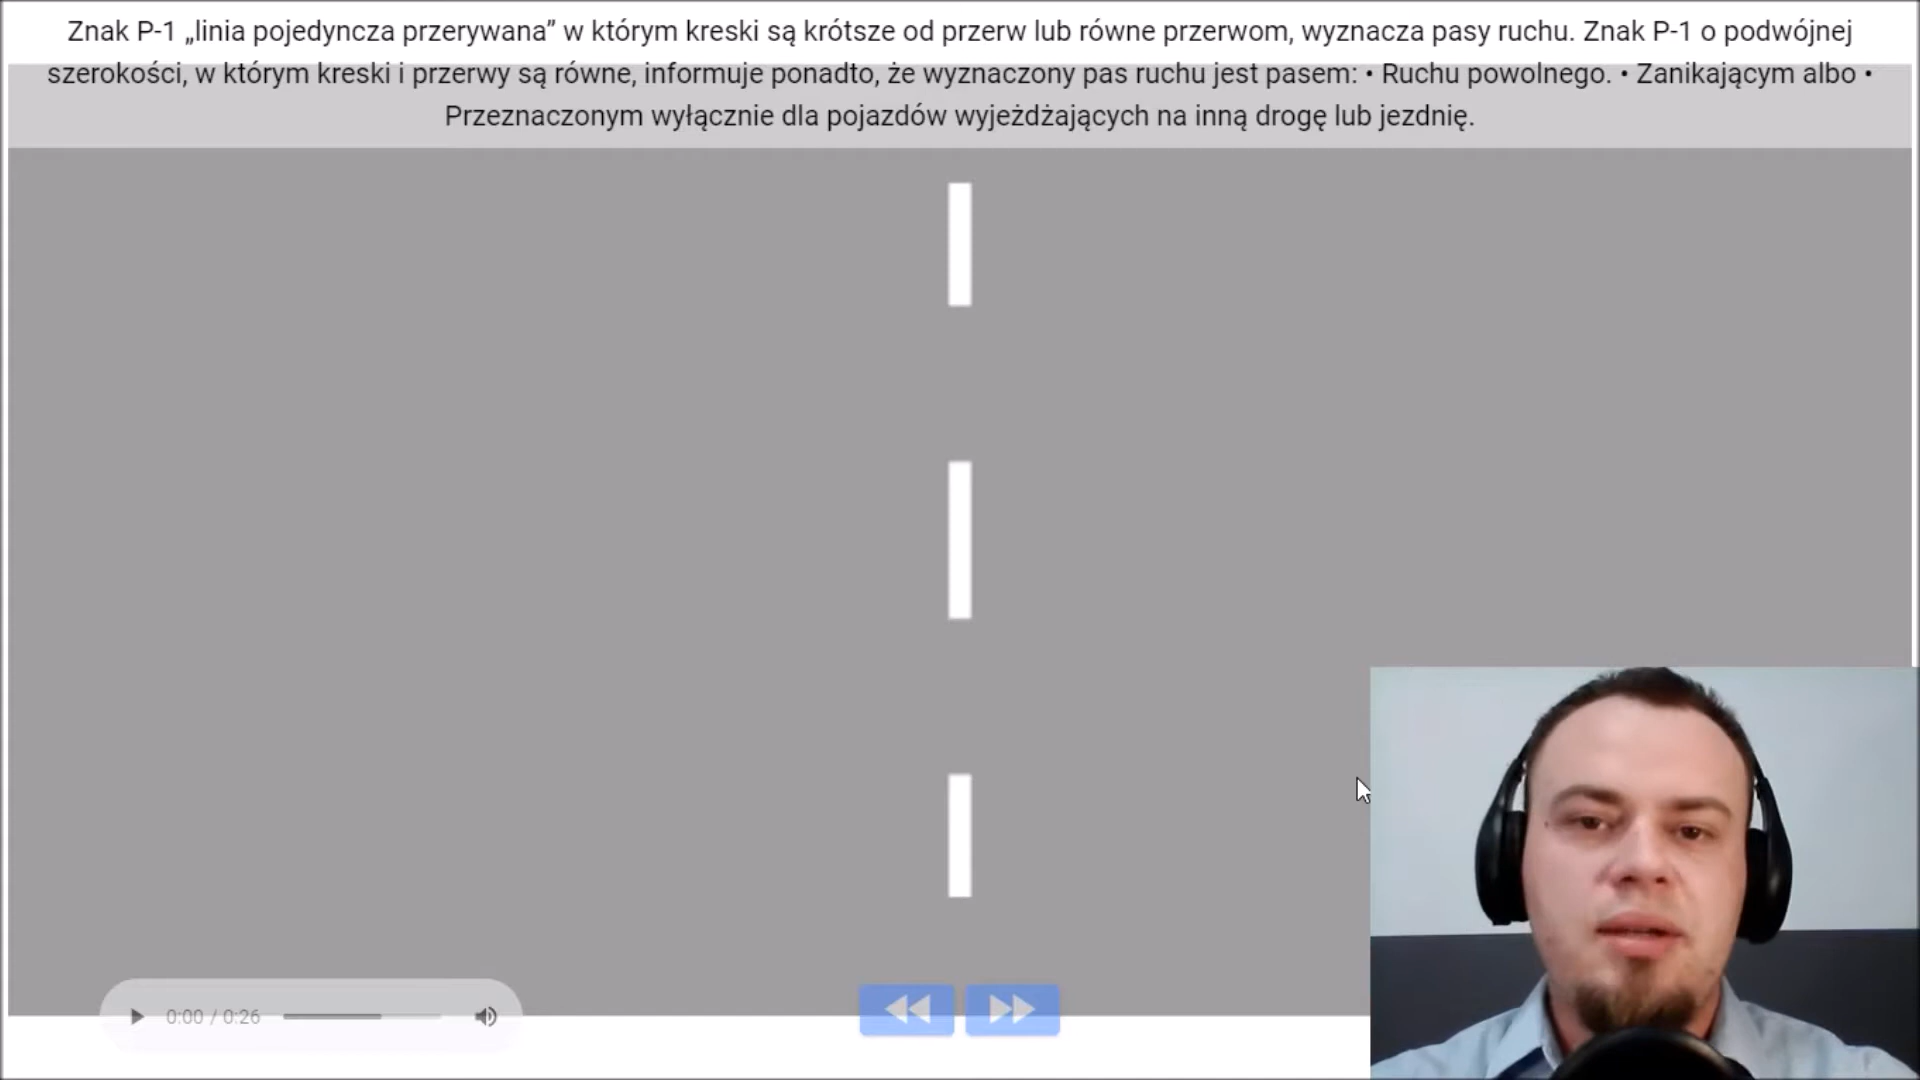 Znak P-1 „linia pojedyncza przerywana” w którym kreski są krótsze od przerw lub równe przerwom, wyznacza pasy ruchu. Znak P-1 o podwójnej
szerokości, w którym kreski i przerwy są równe, informuje ponadto, że wyznaczony pas ruchu jest pasem: • Ruchu powolnego. • Zanikającym albo •
Przeznaczonym wyłącznie dla pojazdów wyjeżdżających na inną drogę lub jezdnię.
0:00 / 0:26